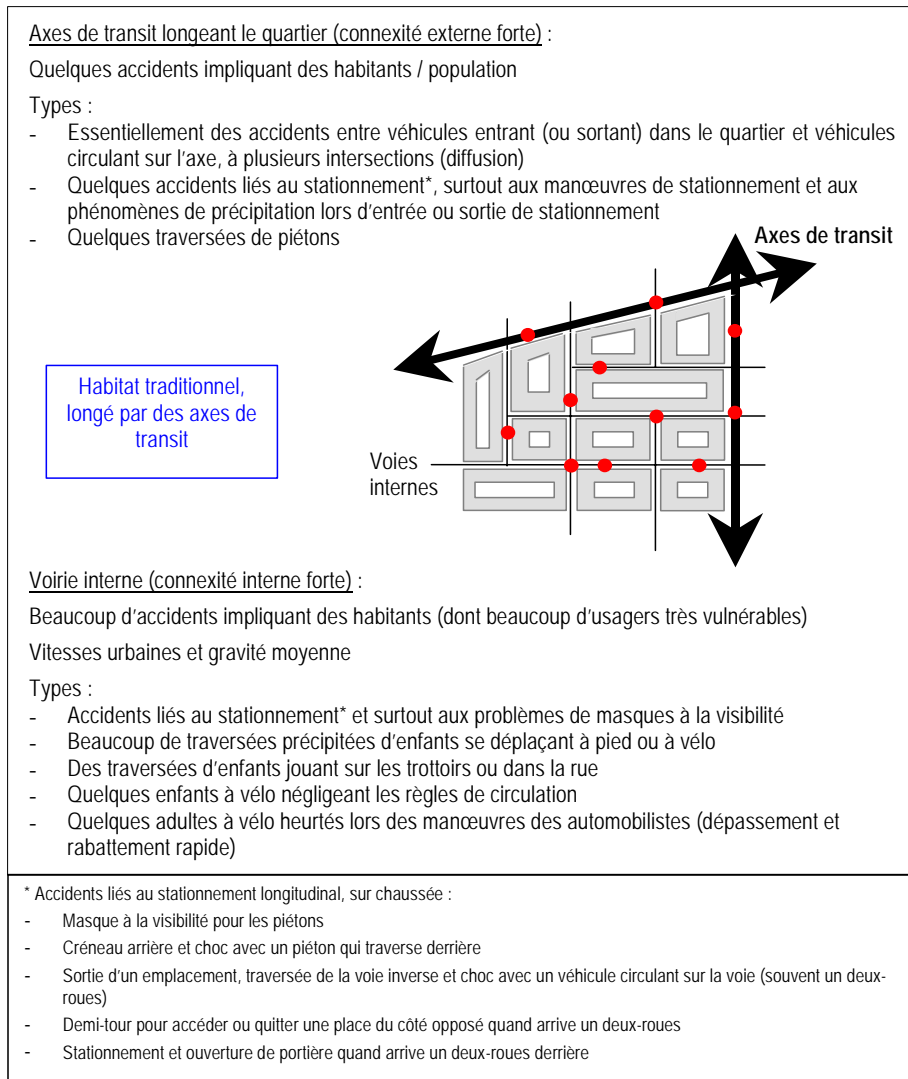 Axes de transit longeant le quartier (connexité externe forte) :
Quelques accidents impliquant des habitants / population
Types :
- Essentiellement des accidents entre véhicules entrant (ou sortant) dans le quartier et véhicules
circulant sur l'axe, à plusieurs intersections (diffusion)
- Quelques accidents liés au stationnement*, surtout aux manœuvres de stationnement et aux
phénomènes de précipitation lors d'entrée ou sortie de stationnement
- Quelques traversées de piétons
Axes de transit
Habitat traditionnel,
longé par des axes de
transit
Voies
internes
Voirie interne (connexité interne forte) :
Beaucoup d'accidents impliquant des habitants (dont beaucoup d'usagers très vulnérables)
Vitesses urbaines et gravité moyenne
Types :
- Accidents liés au stationnement* et surtout aux problèmes de masques à la visibilité
- Beaucoup de traversées précipitées d'enfants se déplaçant à pied ou à vélo
- Des traversées d'enfants jouant sur les trottoirs ou dans la rue
- Quelques enfants à vélo négligeant les règles de circulation
- Quelques adultes à vélo heurtés lors des manœuvres des automobilistes (dépassement et
rabattement rapide)
* Accidents liés au stationnement longitudinal, sur chaussée :
- Masque à la visibilité pour les piétons
- Créneau arrière et choc avec un piéton qui traverse derrière
- Sortie d'un emplacement, traversée de la voie inverse et choc avec un véhicule circulant sur la voie (souvent un deux-
roues)
- Demi-tour pour accéder ou quitter une place du côté opposé quand arrive un deux-roues
- Stationnement et ouverture de portière quand arrive un deux-roues derrière